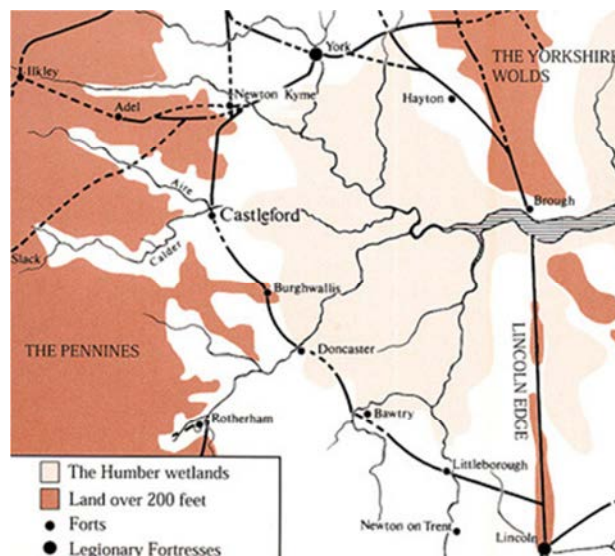 York
THE YORKSHIRE
WOLDS
Ilkley
Newton Kyme
Hayton
Adel
Aire
Castleford
Brough
Calder
Slack
Burghwallis
THE PENNINES
Doncaster
LINCOLN EDGE
Rotherham
Bawtry
Littleborough
The Humber wetlands
Land over 200 feet
Forts
Newton on Trent
Lincoln
Legionary Fortresses